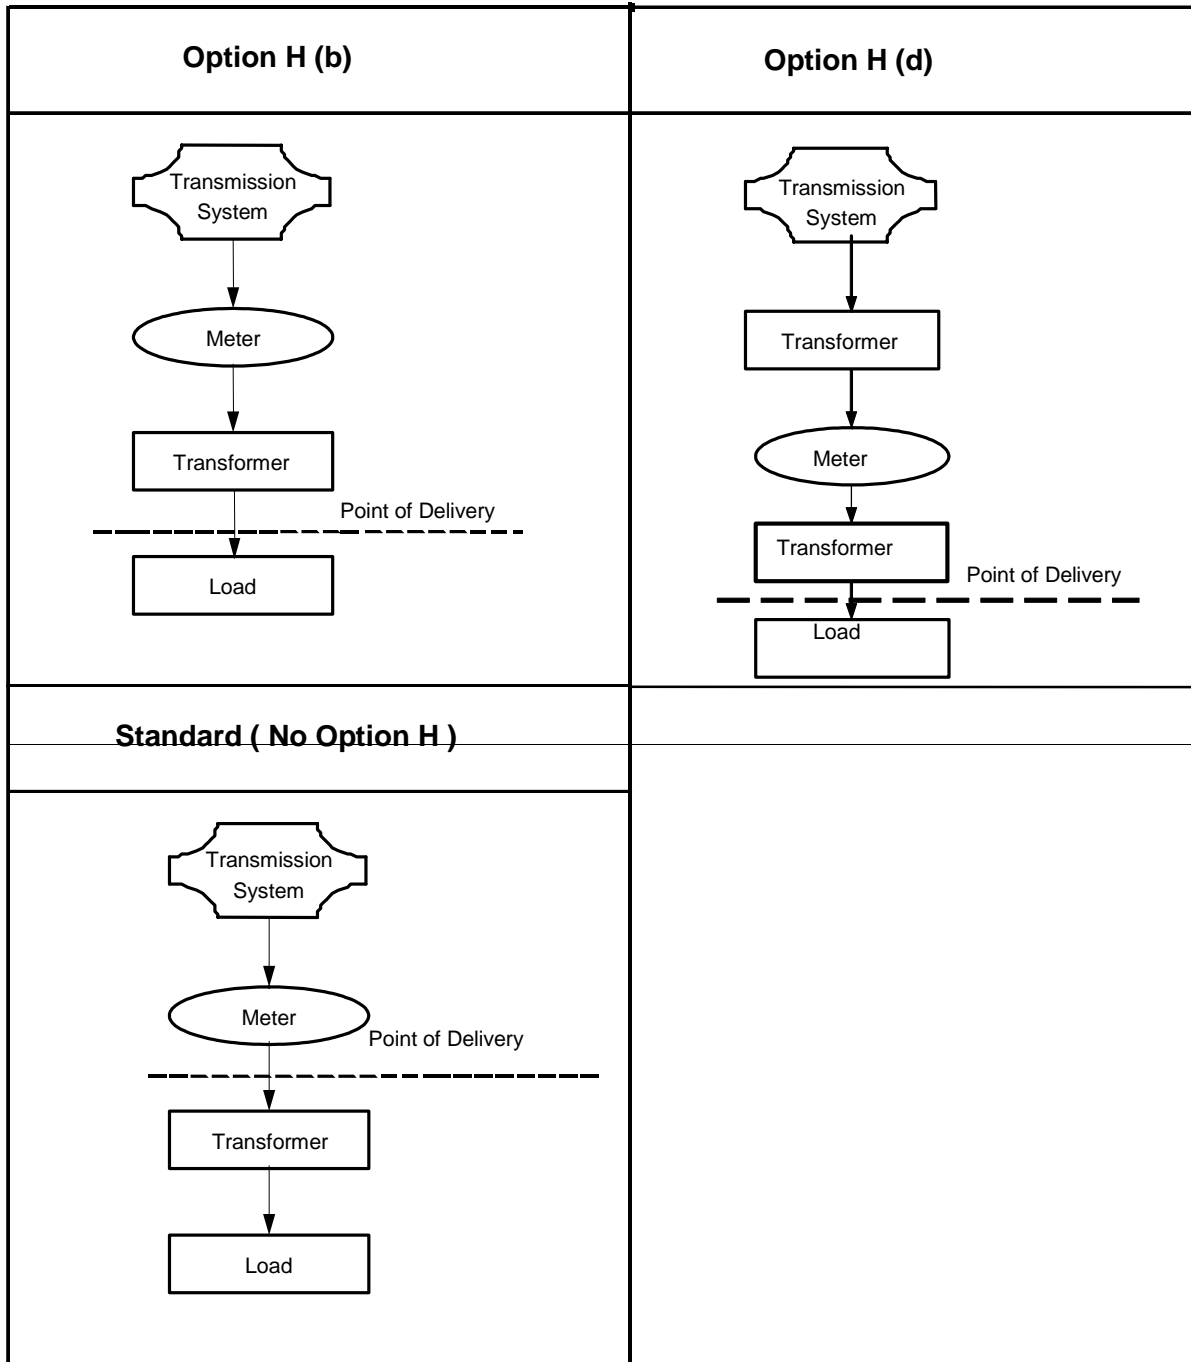 Option H (b)
Transmission
System
Meter
Transformer
Point of Delivery
Load
Option H (d)
Transmission
System
Transformer
Meter
Transformer
Point of Delivery
Load
Standard ( No Option H )
Transmission
System
Meter
Point of Delivery
Transformer
Load